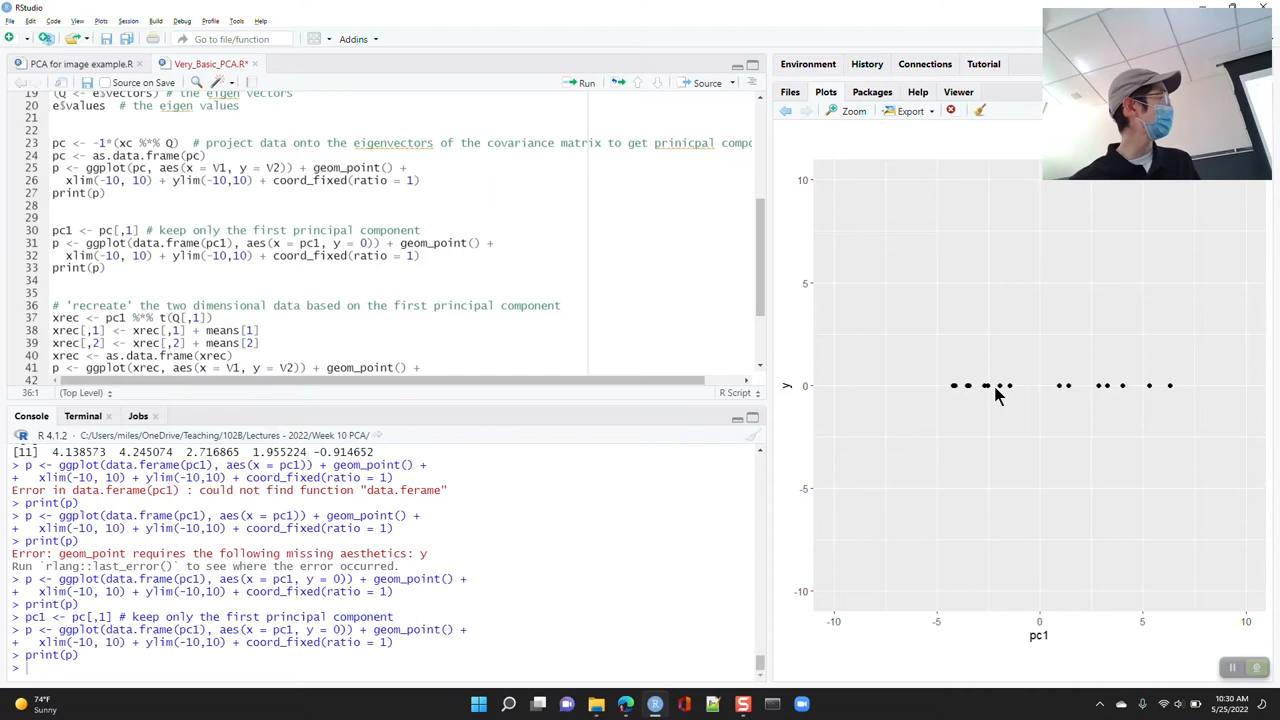 RStudio
File Edit Code View Plots Session Build Debug Profile Tools Help
Go to file/function Addins
PCA for image example.R Very_Basic_PCA.R*
Source on Save Run Source
19 (Q <- e$vectors) # the eigen vectors
20 e$values # the eigen values
21
22
23 pc <- -1*(xc %*% Q) # project data onto the eigenvectors of the covariance matrix to get prinicpal compo
24 pc <- as.data.frame(pc)
25 p <- ggplot(pc, aes(x = V1, y = V2)) + geom_point() +
26 xlim(-10, 10) + ylim(-10,10) + coord_fixed(ratio = 1)
27 print(p)
28
29
30 pc1 <- pc[,1] # keep only the first principal component
31 p <- ggplot(data.frame(pc1), aes(x = pc1, y = 0)) + geom_point() +
32 xlim(-10, 10) + ylim(-10,10) + coord_fixed(ratio = 1)
33 print(p)
34
35
36 # 'recreate' the two dimensional data based on the first principal component
37 xrec <- pc1 %*% t(Q[,1])
38 xrec[,1] <- xrec[,1] + means[1]
39 xrec[,2] <- xrec[,2] + means[2]
40 xrec <- as.data.frame(xrec)
41 p <- ggplot(xrec, aes(x = V1, y = V2)) + geom_point() +
42
36:1 (Top Level) R Script
Console Terminal Jobs
R 4.1.2 · C:/Users/miles/OneDrive/Teaching/102B/Lectures - 2022/Week 10 PCA/
[11] 4.138573 4.245074 2.716865 1.955224 -0.914652
> p <- ggplot(data.ferame(pc1), aes(x = pc1)) + geom_point() +
+ xlim(-10, 10) + ylim(-10,10) + coord_fixed(ratio = 1)
Error in data.ferame(pc1) : could not find function "data.ferame"
> print(p)
> p <- ggplot(data.frame(pc1), aes(x = pc1)) + geom_point() +
+ xlim(-10, 10) + ylim(-10,10) + coord_fixed(ratio = 1)
> print(p)
Error: geom_point requires the following missing aesthetics: y
Run `rlang::last_error()` to see where the error occurred.
> p <- ggplot(data.frame(pc1), aes(x = pc1, y = 0)) + geom_point() +
+ xlim(-10, 10) + ylim(-10,10) + coord_fixed(ratio = 1)
> print(p)
> pc1 <- pc[,1] # keep only the first principal component
> p <- ggplot(data.frame(pc1), aes(x = pc1, y = 0)) + geom_point() +
+ xlim(-10, 10) + ylim(-10,10) + coord_fixed(ratio = 1)
> print(p)
>
Environment History Connections Tutorial
Files Plots Packages Help Viewer
Zoom Export
10
5
0
-5
-10
y
-10 -5 0 5 10
pc1
74°F
Sunny
10:30 AM
5/25/2022